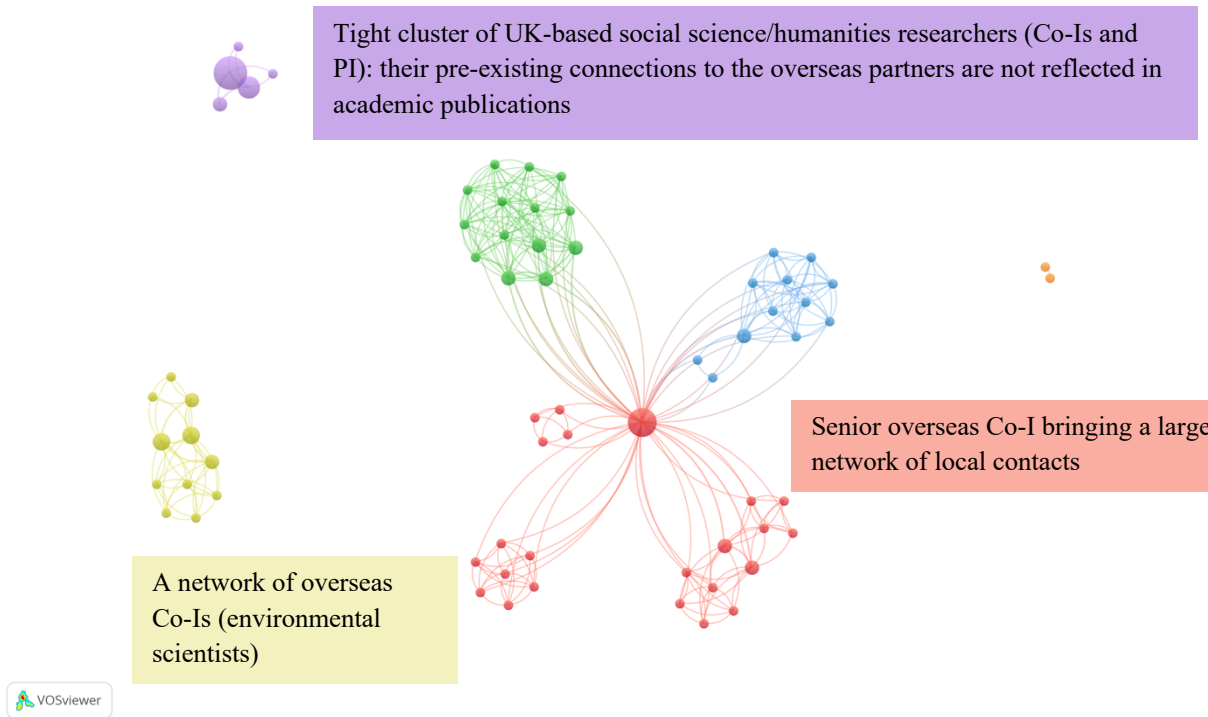 Tight cluster of UK-based social science/humanities researchers (Co-Is and
PI): their pre-existing connections to the overseas partners are not reflected in
academic publications
Senior overseas Co-I bringing a large
network of local contacts
A network of overseas
Co-Is (environmental
scientists)
VOSviewer